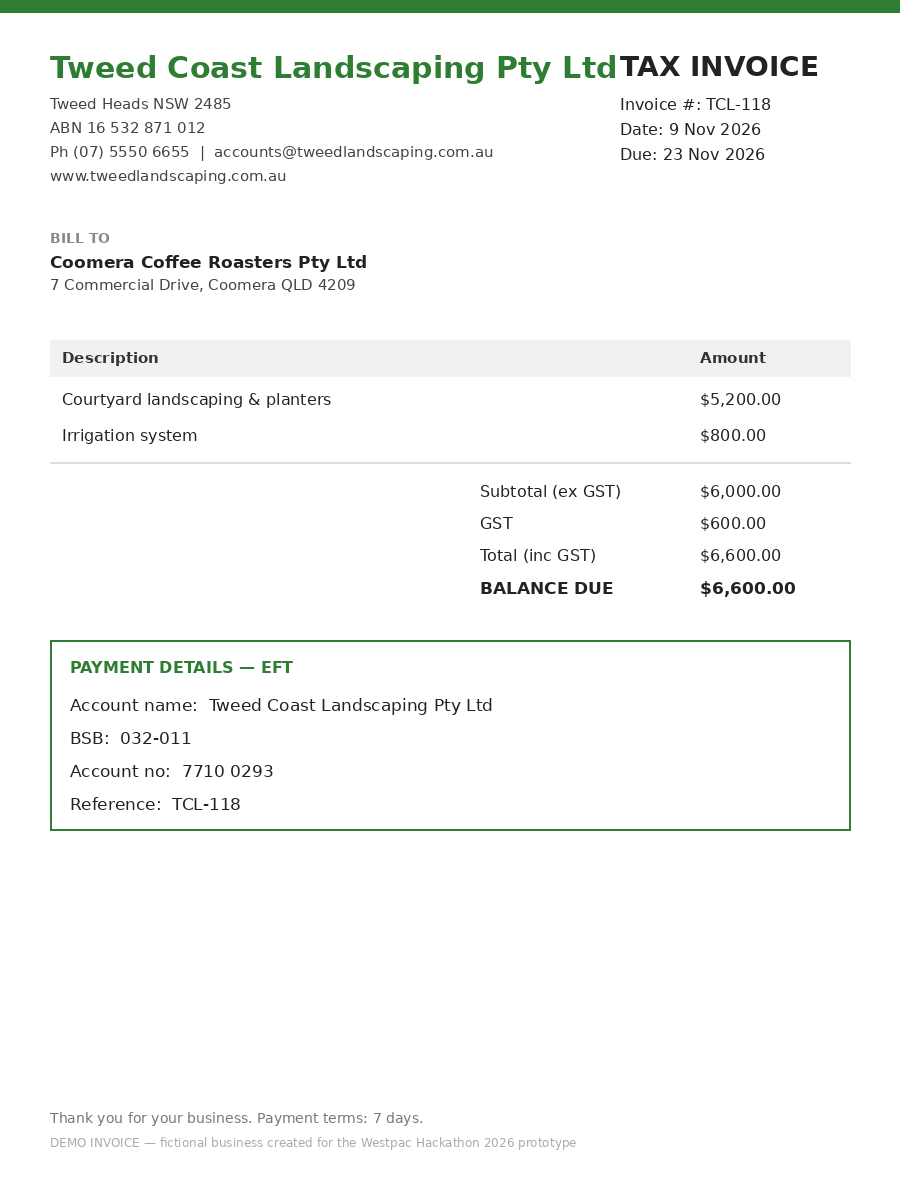 Tweed Coast Landscaping Pty Ltd
TAX INVOICE
Tweed Heads NSW 2485
ABN 16 532 871 012
Ph (07) 5550 6655 | accounts@tweedlandscaping.com.au
www.tweedlandscaping.com.au
Invoice #: TCL-118
Date: 9 Nov 2026
Due: 23 Nov 2026
BILL TO
Coomera Coffee Roasters Pty Ltd
7 Commercial Drive, Coomera QLD 4209
Description Amount
Courtyard landscaping & planters $5,200.00
Irrigation system $800.00
Subtotal (ex GST) $6,000.00
GST $600.00
Total (inc GST) $6,600.00
BALANCE DUE $6,600.00
PAYMENT DETAILS — EFT
Account name: Tweed Coast Landscaping Pty Ltd
BSB: 032-011
Account no: 7710 0293
Reference: TCL-118
Thank you for your business. Payment terms: 7 days.
DEMO INVOICE — fictional business created for the Westpac Hackathon 2026 prototype